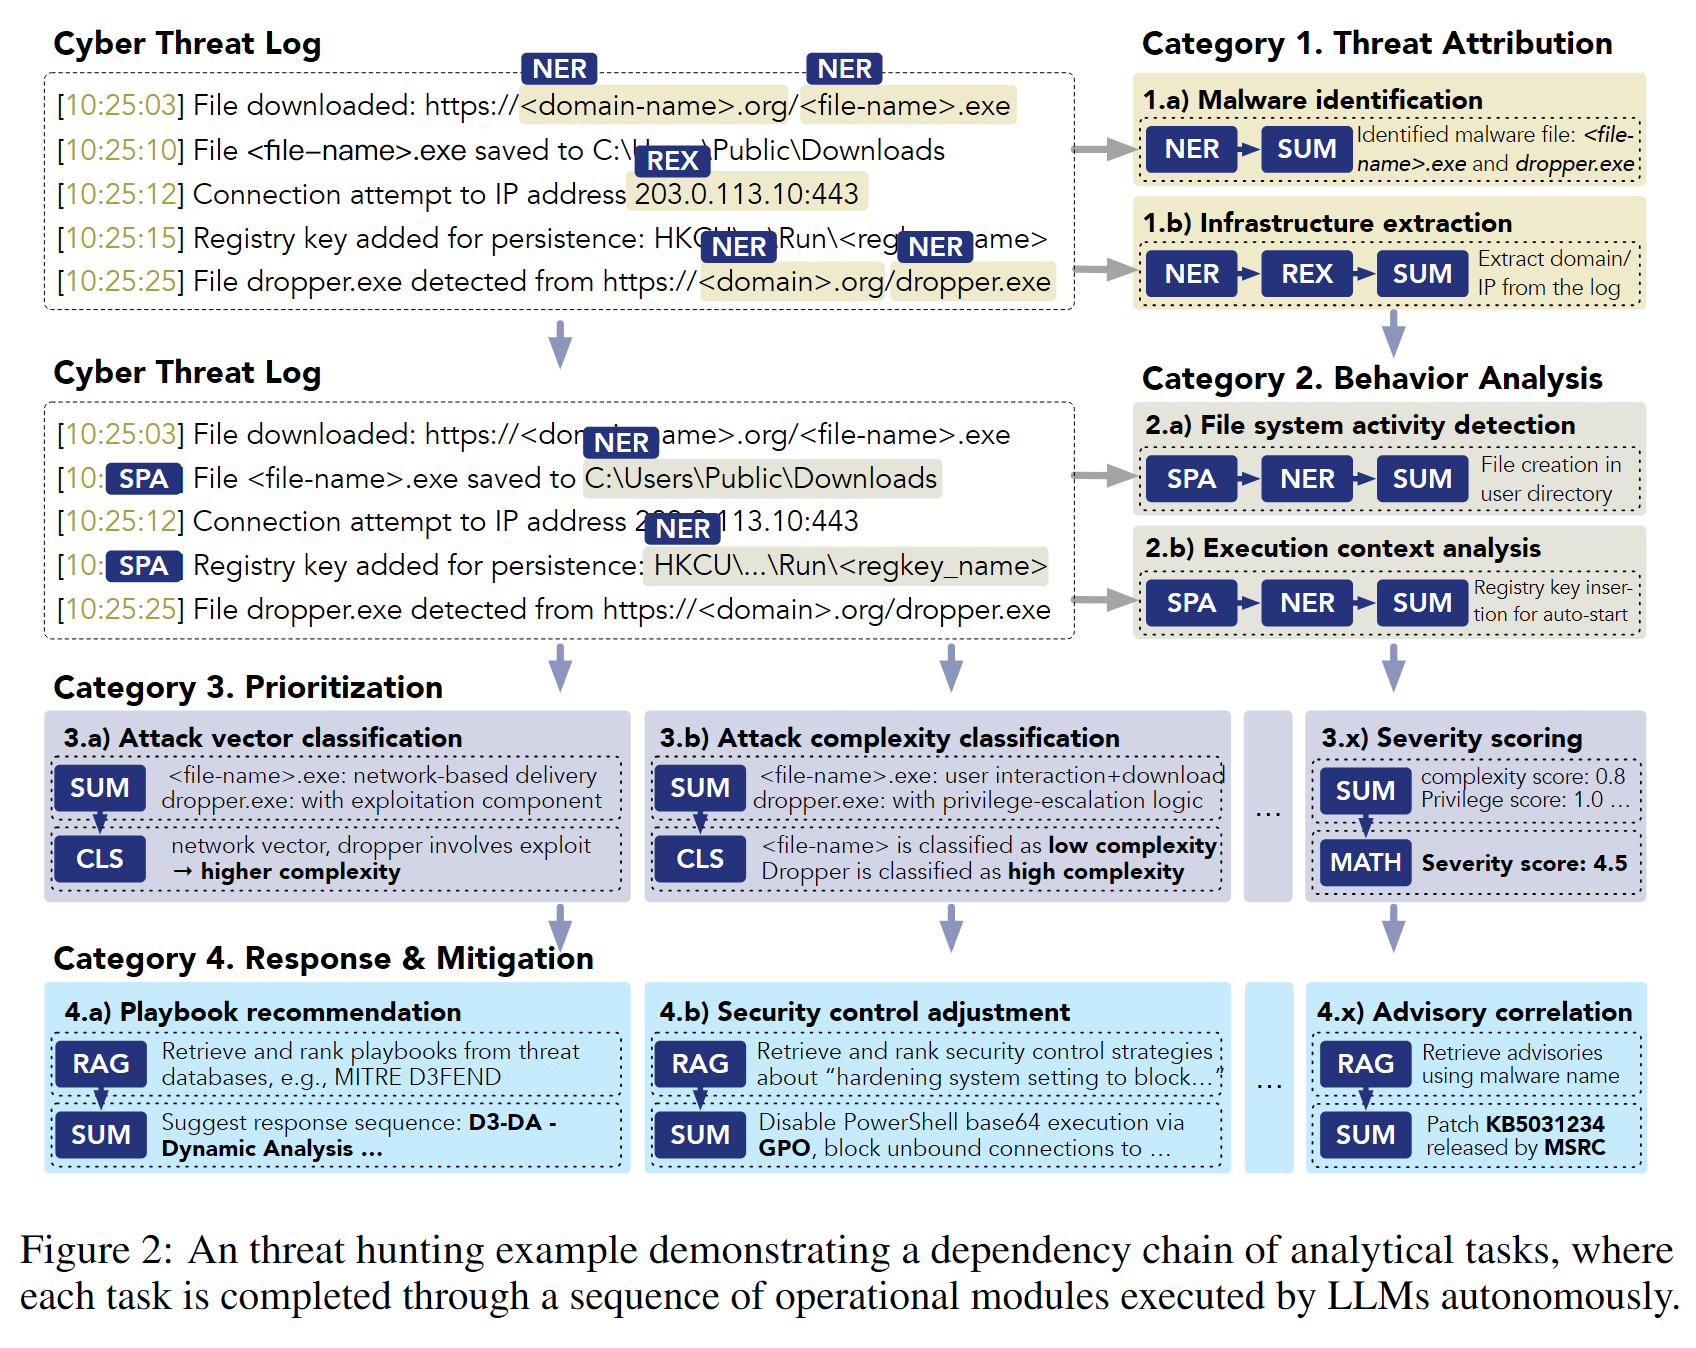 Cyber Threat Log
NER NER
[10:25:03] File downloaded: https://<domain-name>.org/<file-name>.exe
[10:25:10] File <file–name>.exe saved to C:\U \Public\Downloads
REX
[10:25:12] Connection attempt to IP address 203.0.113.10:443
[10:25:15] Registry key added for persistence: HKCU\...\Run\<reg ame>
NER NER
[10:25:25] File dropper.exe detected from https://<domain>.org/dropper.exe
Category 1. Threat Attribution
1.a) Malware identification
NER SUM
Identified malware file: <file-
name>.exe and dropper.exe
1.b) Infrastructure extraction
NER REX SUM
Extract domain/
IP from the log
Cyber Threat Log
[10:25:03] File downloaded: https://<dom ame>.org/<file-name>.exe
NER
[10: SPA ] File <file-name>.exe saved to C:\Users\Public\Downloads
[10:25:12] Connection attempt to IP address 203.0.113.10:443
NER
[10: SPA ] Registry key added for persistence: HKCU\...\Run\<regkey_name>
[10:25:25] File dropper.exe detected from https://<domain>.org/dropper.exe
Category 2. Behavior Analysis
2.a) File system activity detection
SPA NER SUM
File creation in
user directory
2.b) Execution context analysis
SPA NER SUM
Registry key inser-
tion for auto-start
Category 3. Prioritization
3.a) Attack vector classification
SUM
<file-name>.exe: network-based delivery
dropper.exe: with exploitation component
CLS
network vector, dropper involves exploit
→ higher complexity
3.b) Attack complexity classification
SUM
<file-name>.exe: user interaction+download
dropper.exe: with privilege-escalation logic
CLS
<file-name> is classified as low complexity
Dropper is classified as high complexity
...
3.x) Severity scoring
SUM
complexity score: 0.8
Privilege score: 1.0 ...
MATH
Severity score: 4.5
Category 4. Response & Mitigation
4.a) Playbook recommendation
RAG
Retrieve and rank playbooks from threat
databases, e.g., MITRE D3FEND
SUM
Suggest response sequence: D3-DA -
Dynamic Analysis ...
4.b) Security control adjustment
RAG
Retrieve and rank security control strategies
about “hardening system setting to block...”
SUM
Disable PowerShell base64 execution via
GPO, block unbound connections to ...
...
4.x) Advisory correlation
RAG
Retrieve advisories
using malware name
SUM
Patch KB5031234
released by MSRC
Figure 2: An threat hunting example demonstrating a dependency chain of analytical tasks, where
each task is completed through a sequence of operational modules executed by LLMs autonomously.